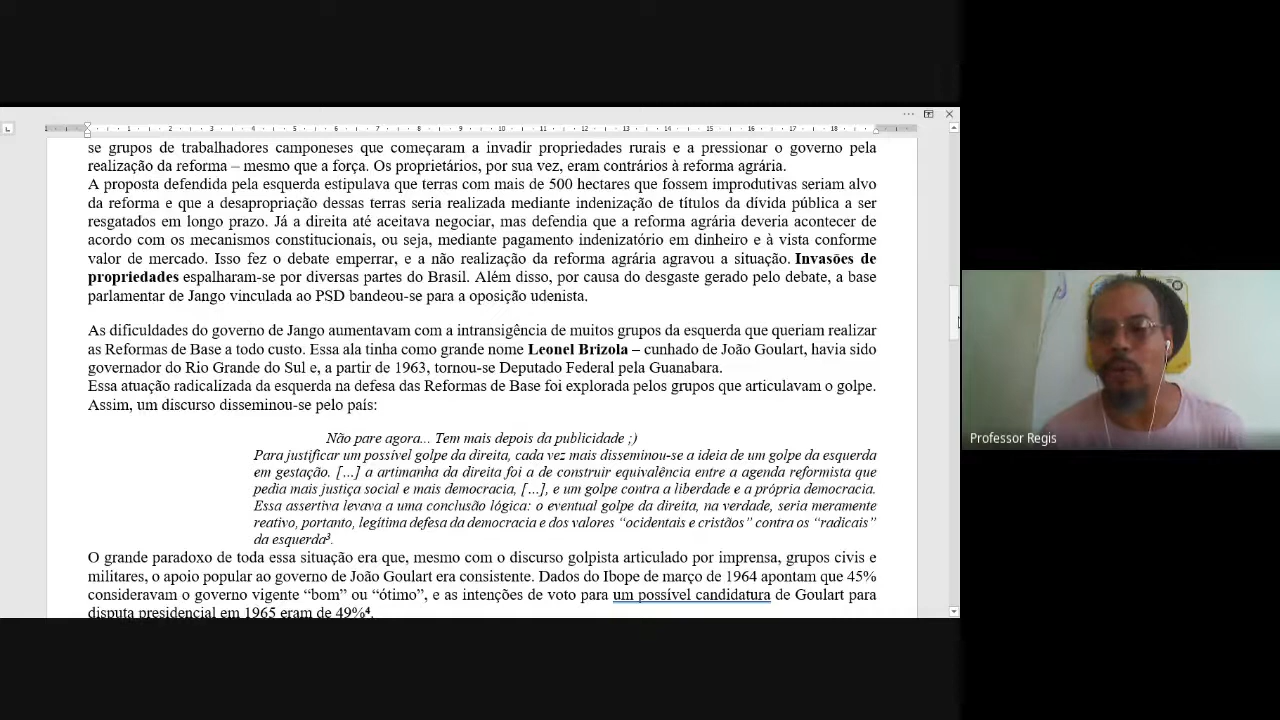 se grupos de trabalhadores camponeses que começaram a invadir propriedades rurais e a pressionar o governo pela
realização da reforma – mesmo que a força. Os proprietários, por sua vez, eram contrários à reforma agrária.
A proposta defendida pela esquerda estipulava que terras com mais de 500 hectares que fossem improdutivas seriam alvo
da reforma e que a desapropriação dessas terras seria realizada mediante indenização de títulos da dívida pública a ser
resgatados em longo prazo. Já a direita até aceitava negociar, mas defendia que a reforma agrária deveria acontecer de
acordo com os mecanismos constitucionais, ou seja, mediante pagamento indenizatório em dinheiro e à vista conforme
valor de mercado. Isso fez o debate emperrar, e a não realização da reforma agrária agravou a situação. Invasões de
propriedades espalharam-se por diversas partes do Brasil. Além disso, por causa do desgaste gerado pelo debate, a base
parlamentar de Jango vinculada ao PSD bandeou-se para a oposição udenista.
As dificuldades do governo de Jango aumentavam com a intransigência de muitos grupos da esquerda que queriam realizar
as Reformas de Base a todo custo. Essa ala tinha como grande nome Leonel Brizola – cunhado de João Goulart, havia sido
governador do Rio Grande do Sul e, a partir de 1963, tornou-se Deputado Federal pela Guanabara.
Essa atuação radicalizada da esquerda na defesa das Reformas de Base foi explorada pelos grupos que articulavam o golpe.
Assim, um discurso disseminou-se pelo país:
Não pare agora... Tem mais depois da publicidade ;)
Para justificar um possível golpe da direita, cada vez mais disseminou-se a ideia de um golpe da esquerda
em gestação. […] a artimanha da direita foi a de construir equivalência entre a agenda reformista que
pedia mais justiça social e mais democracia, […], e um golpe contra a liberdade e a própria democracia.
Essa assertiva levava a uma conclusão lógica: o eventual golpe da direita, na verdade, seria meramente
reativo, portanto, legítima defesa da democracia e dos valores “ocidentais e cristãos” contra os “radicais”
da esquerda³.
O grande paradoxo de toda essa situação era que, mesmo com o discurso golpista articulado por imprensa, grupos civis e
militares, o apoio popular ao governo de João Goulart era consistente. Dados do Ibope de março de 1964 apontam que 45%
consideravam o governo vigente “bom” ou “ótimo”, e as intenções de voto para um possível candidatura de Goulart para
disputa presidencial em 1965 eram de 49%⁴.
Professor Regis